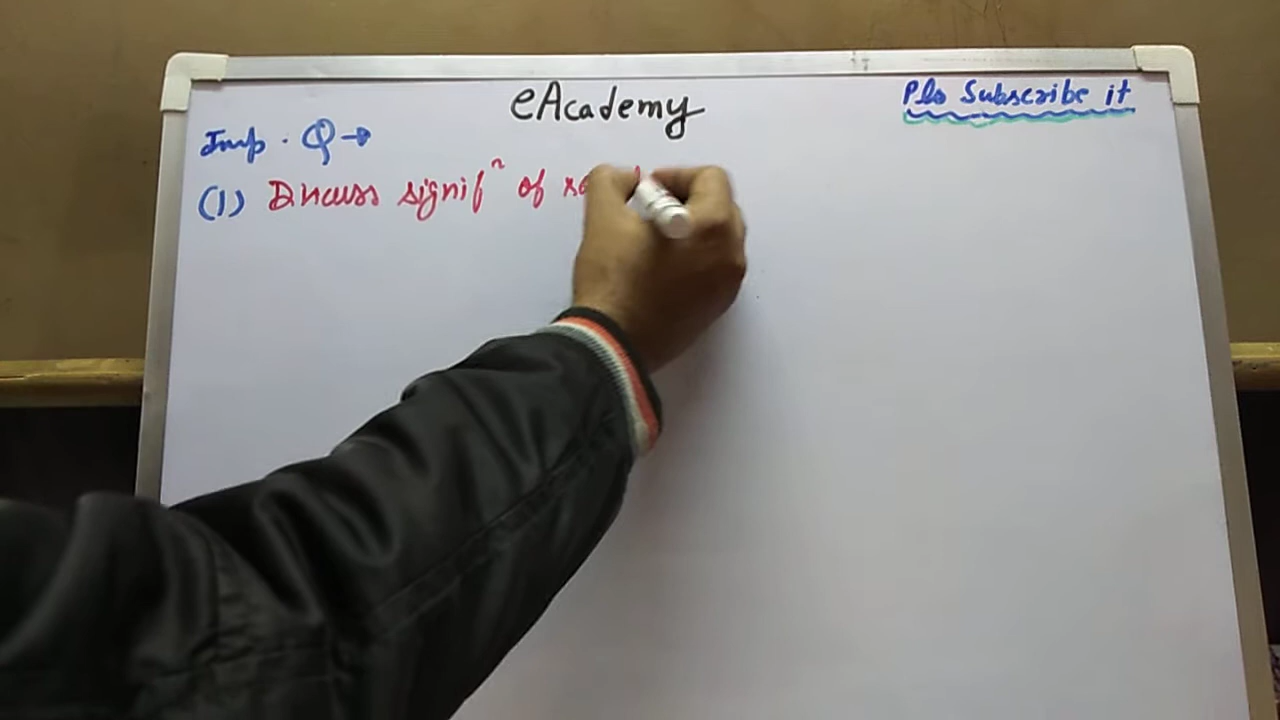 eAcademy
Pls Subscribe it
Imp. Q →
(1) Discuss signifⁿ of